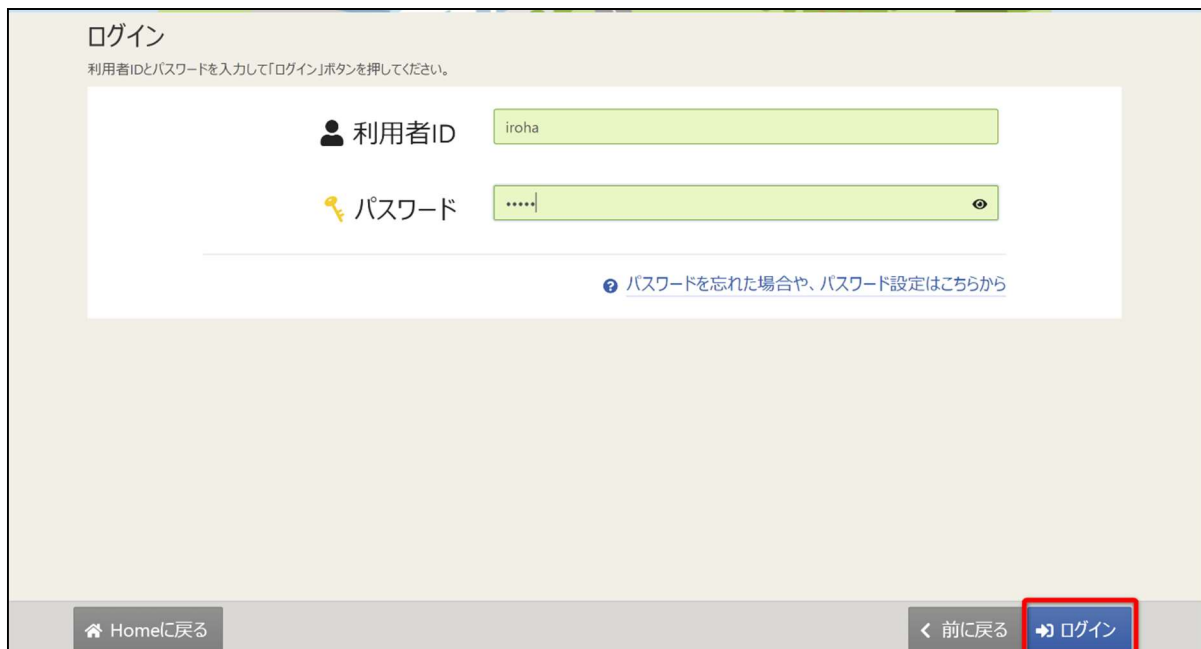 ログイン
利用者IDとパスワードを入力して「ログイン」ボタンを押してください。
利用者ID
iroha
パスワード
•••••
パスワードを忘れた場合や、パスワード設定はこちらから
Homeに戻る
前に戻る
ログイン